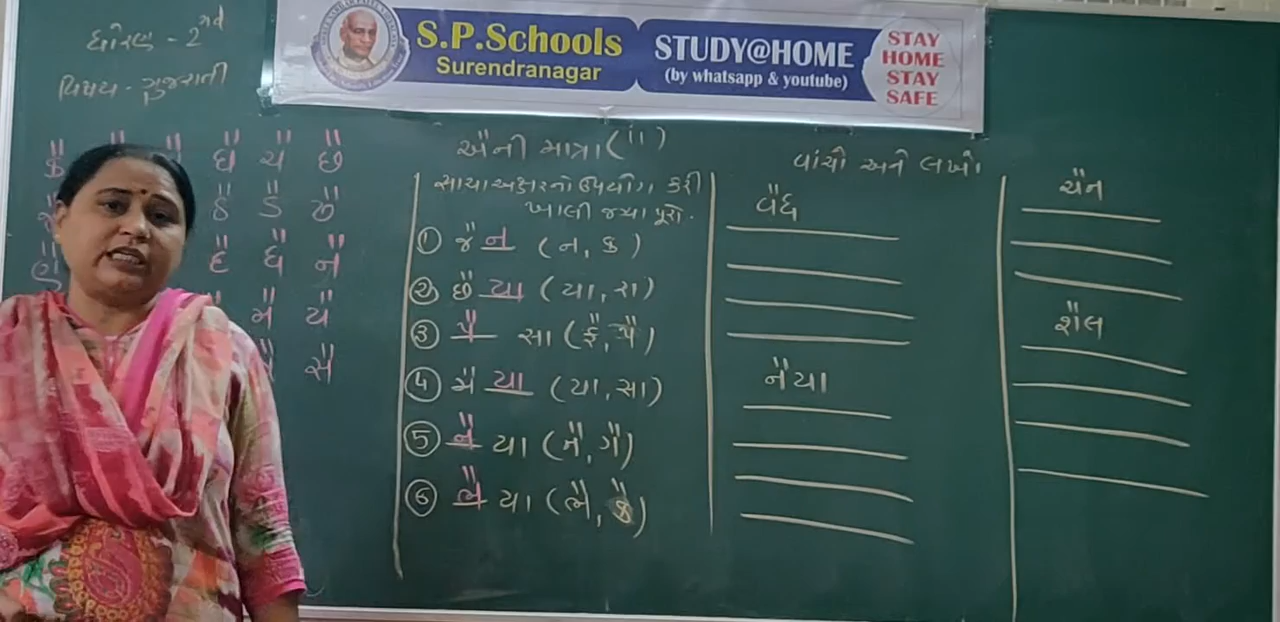 S.P.Schools
Surendranagar
STUDY@HOME
(by whatsapp & youtube)
STAY
HOME
STAY
SAFE
ધોરણ - 2
વિષય - ગુજરાતી
ઘૈ ચૈ છૈ
ઠૈ ડૈ ઢૈ
દૈ ધૈ નૈ
મૈ યૈ
સૈ
ઐની માત્રા (ૈ)
સાચા અક્ષરનો ઉપયોગ કરી
ખાલી જગ્યા પૂરો.
① જૈન (ન, ક)
② છૈયા (યા, રા)
③ પૈસા (ફૈ, પૈ)
④ મૈયા (યા, સા)
⑤ નૈયા (નૈ, ગૈ)
⑥ ભૈયા (ભૈ, કૈ)
વાંચો અને લખો
વૈદ્ય
નૈયા
ચૈન
શૈલ